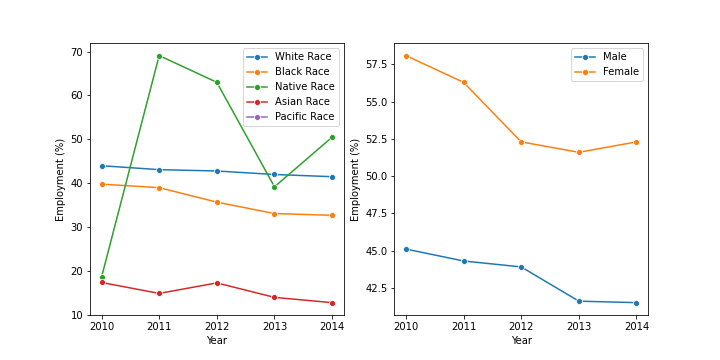 70
60
50
40
30
20
10
Employment (%)
2010 2011 2012 2013 2014
Year
White Race
Black Race
Native Race
Asian Race
Pacific Race
57.5
55.0
52.5
50.0
47.5
45.0
42.5
Employment (%)
2010 2011 2012 2013 2014
Year
Male
Female